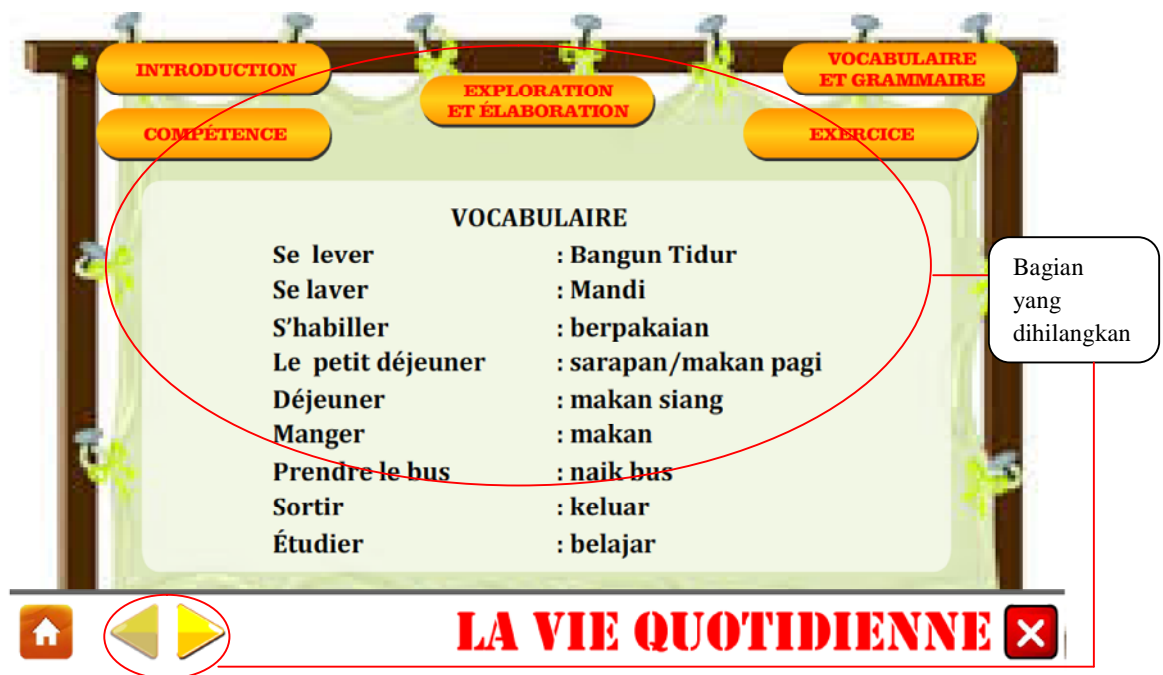 INTRODUCTION
EXPLORATION
ET ÉLABORATION
VOCABULAIRE
ET GRAMMAIRE
COMPÉTENCE
EXERCICE
VOCABULAIRE
Se lever : Bangun Tidur
Se laver : Mandi
S'habiller : berpakaian
Le petit déjeuner : sarapan/makan pagi
Déjeuner : makan siang
Manger : makan
Prendre le bus : naik bus
Sortir : keluar
Étudier : belajar
Bagian
yang
dihilangkan
LA VIE QUOTIDIENNE